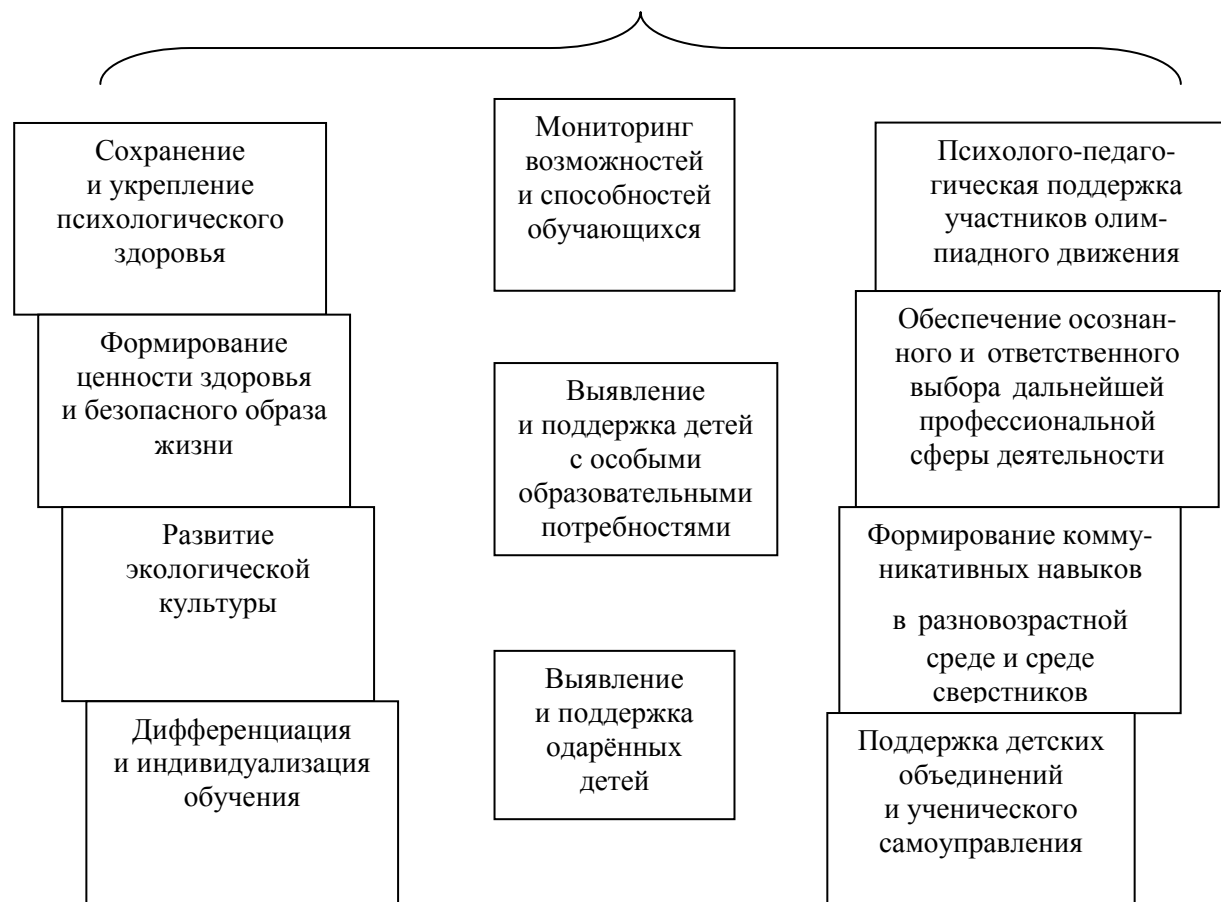 Сохранение
и укрепление
психологического
здоровья
Формирование
ценности здоровья
и безопасного образа
жизни
Развитие
экологической
культуры
Дифференциация
и индивидуализация
обучения
Мониторинг
возможностей
и способностей
обучающихся
Выявление
и поддержка детей
с особыми
образовательными
потребностями
Выявление
и поддержка
одарённых
детей
Психолого-педаго-
гическая поддержка
участников олим-
пиадного движения
Обеспечение осознан-
ного и ответственного
выбора дальнейшей
профессиональной
сферы деятельности
Формирование комму-
никативных навыков
в разновозрастной
среде и среде
сверстников
Поддержка детских
объединений
и ученического
самоуправления